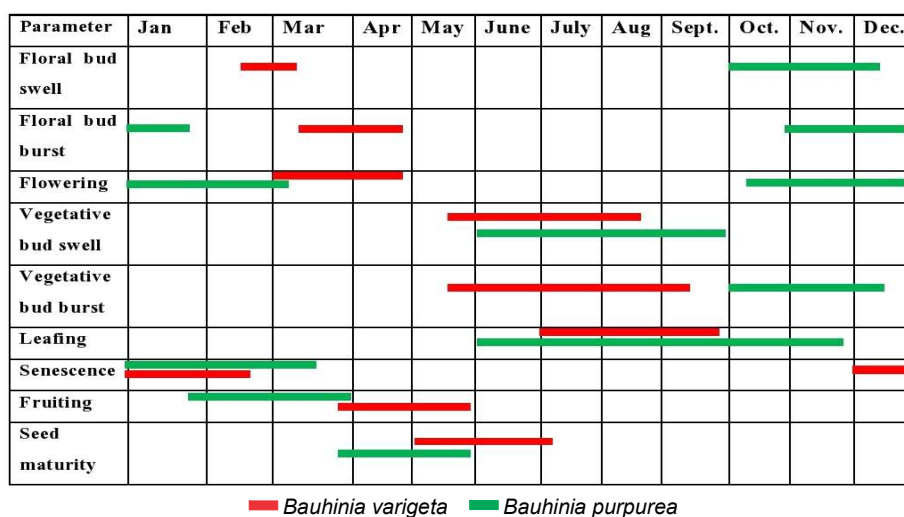 Parameter Jan Feb Mar Apr May June July Aug Sept. Oct. Nov. Dec.
Floral bud
swell
Floral bud
burst
Flowering
Vegetative
bud swell
Vegetative
bud burst
Leafing
Senescence
Fruiting
Seed
maturity
Bauhinia varigeta Bauhinia purpurea